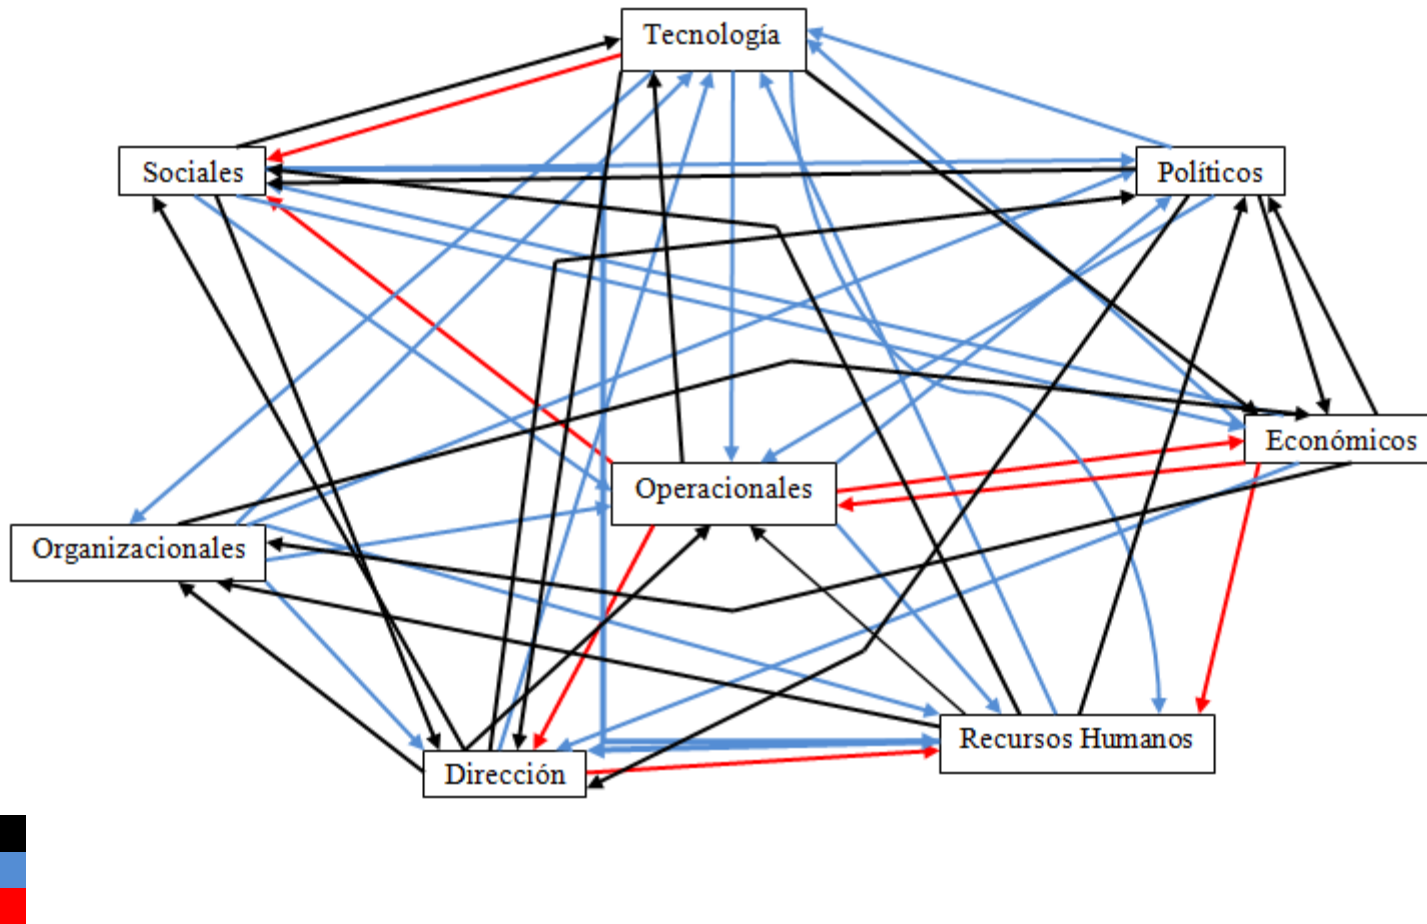 Tecnología
Sociales
Políticos
Económicos
Operacionales
Organizacionales
Recursos Humanos
Dirección